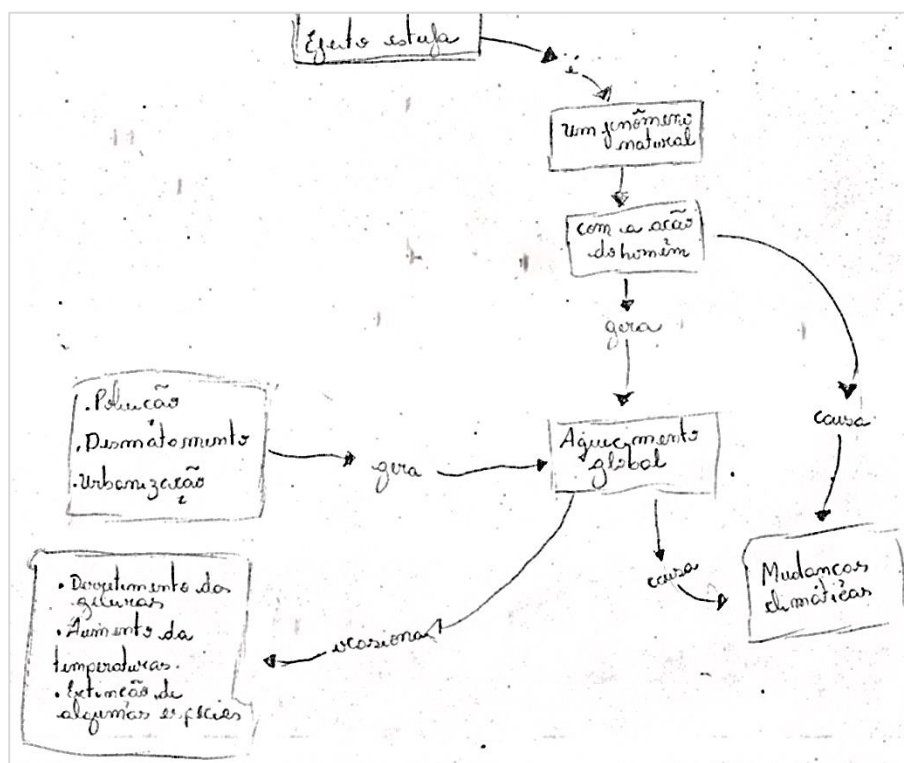 Efeito estufa
é
um fenômeno
natural
com a ação
do homem
gera
causa
. Poluição
. Desmatamento
. Urbanização
gera
Aquecimento
global
causa
Mudanças
climáticas
ocasiona
• Derretimento das
geleiras
• Aumento da
temperaturas.
• Extinção de
algumas espécies